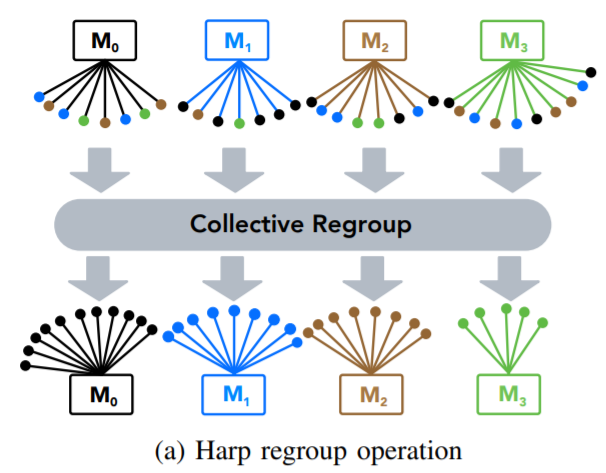 M₀ M₁ M₂ M₃
Collective Regroup
M₀ M₁ M₂ M₃
(a) Harp regroup operation